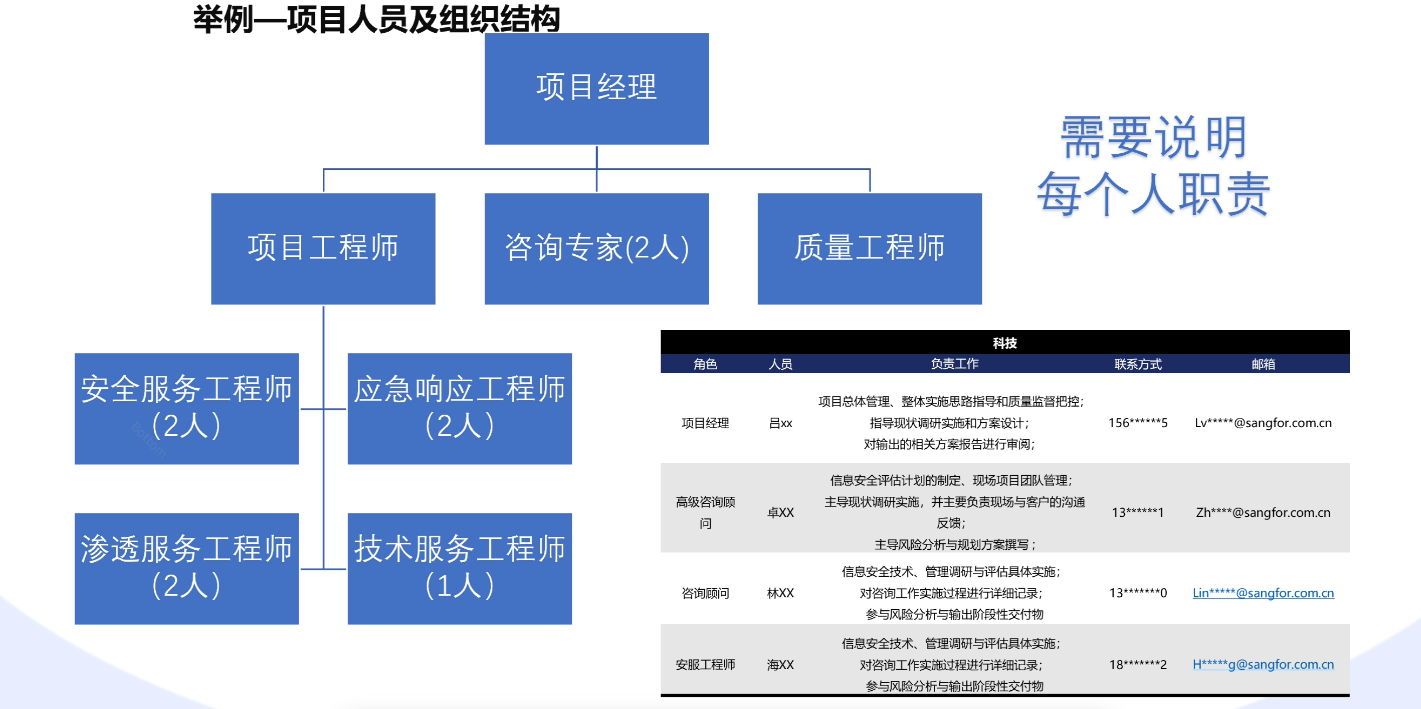 举例—项目人员及组织结构
项目经理
需要说明
每个人职责
项目工程师
咨询专家(2人)
质量工程师
安全服务工程师
（2人）
应急响应工程师
（2人）
渗透服务工程师
（2人）
技术服务工程师
（1人）
科技
角色 人员 负责工作 联系方式 邮箱
项目总体管理、整体实施思路指导和质量监督把控；
项目经理 吕xx 指导现状调研实施和方案设计； 156******5 Lv*****@sangfor.com.cn
对输出的相关方案报告进行审阅；
信息安全评估计划的制定、现场项目团队管理；
高级咨询顾 主导现状调研实施，并主要负责现场与客户的沟通
卓XX 13******1 Zh****@sangfor.com.cn
问 反馈；
主导风险分析与规划方案撰写；
信息安全技术、管理调研与评估具体实施；
咨询顾问 林XX 对咨询工作实施过程进行详细记录； 13*******0 Lin*****@sangfor.com.cn
参与风险分析与输出阶段性交付物
信息安全技术、管理调研与评估具体实施；
安服工程师 海XX 对咨询工作实施过程进行详细记录； 18*******2 H*****g@sangfor.com.cn
参与风险分析与输出阶段性交付物